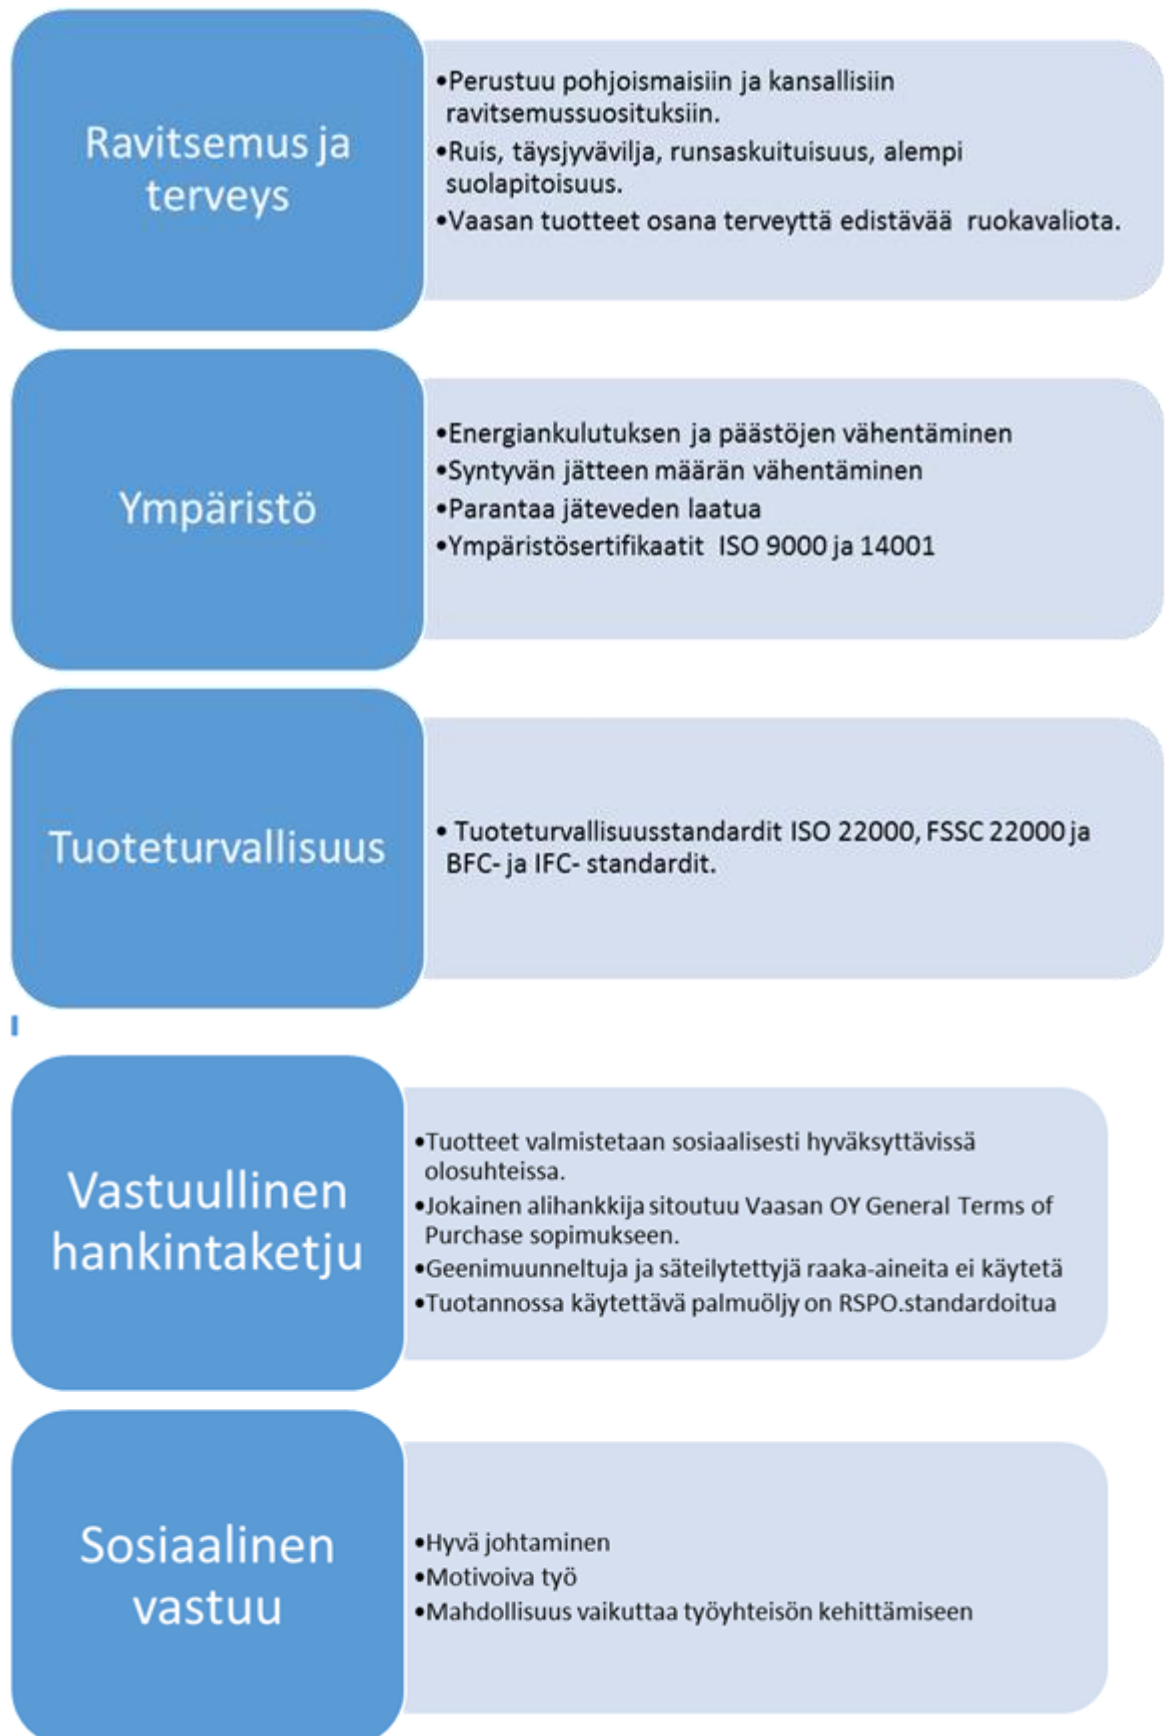 Ravitsemus ja
terveys
•Perustuu pohjoismaisiin ja kansallisiin
ravitsemussuosituksiin.
•Ruis, täysjyvävilja, runsaskuituisuus, alempi
suolapitoisuus.
•Vaasan tuotteet osana terveyttä edistävää ruokavaliota.
Ympäristö
•Energiankulutuksen ja päästöjen vähentäminen
•Syntyvän jätteen määrän vähentäminen
•Parantaa jäteveden laatua
•Ympäristösertifikaatit ISO 9000 ja 14001
Tuoteturvallisuus
• Tuoteturvallisuusstandardit ISO 22000, FSSC 22000 ja
BFC- ja IFC- standardit.
Vastuullinen
hankintaketju
•Tuotteet valmistetaan sosiaalisesti hyväksyttävissä
olosuhteissa.
•Jokainen alihankkija sitoutuu Vaasan OY General Terms of
Purchase sopimukseen.
•Geenimuunneltuja ja säteilytettyjä raaka-aineita ei käytetä
•Tuotannossa käytettävä palmuöljy on RSPO.standardoitua
Sosiaalinen
vastuu
•Hyvä johtaminen
•Motivoiva työ
•Mahdollisuus vaikuttaa työyhteisön kehittämiseen